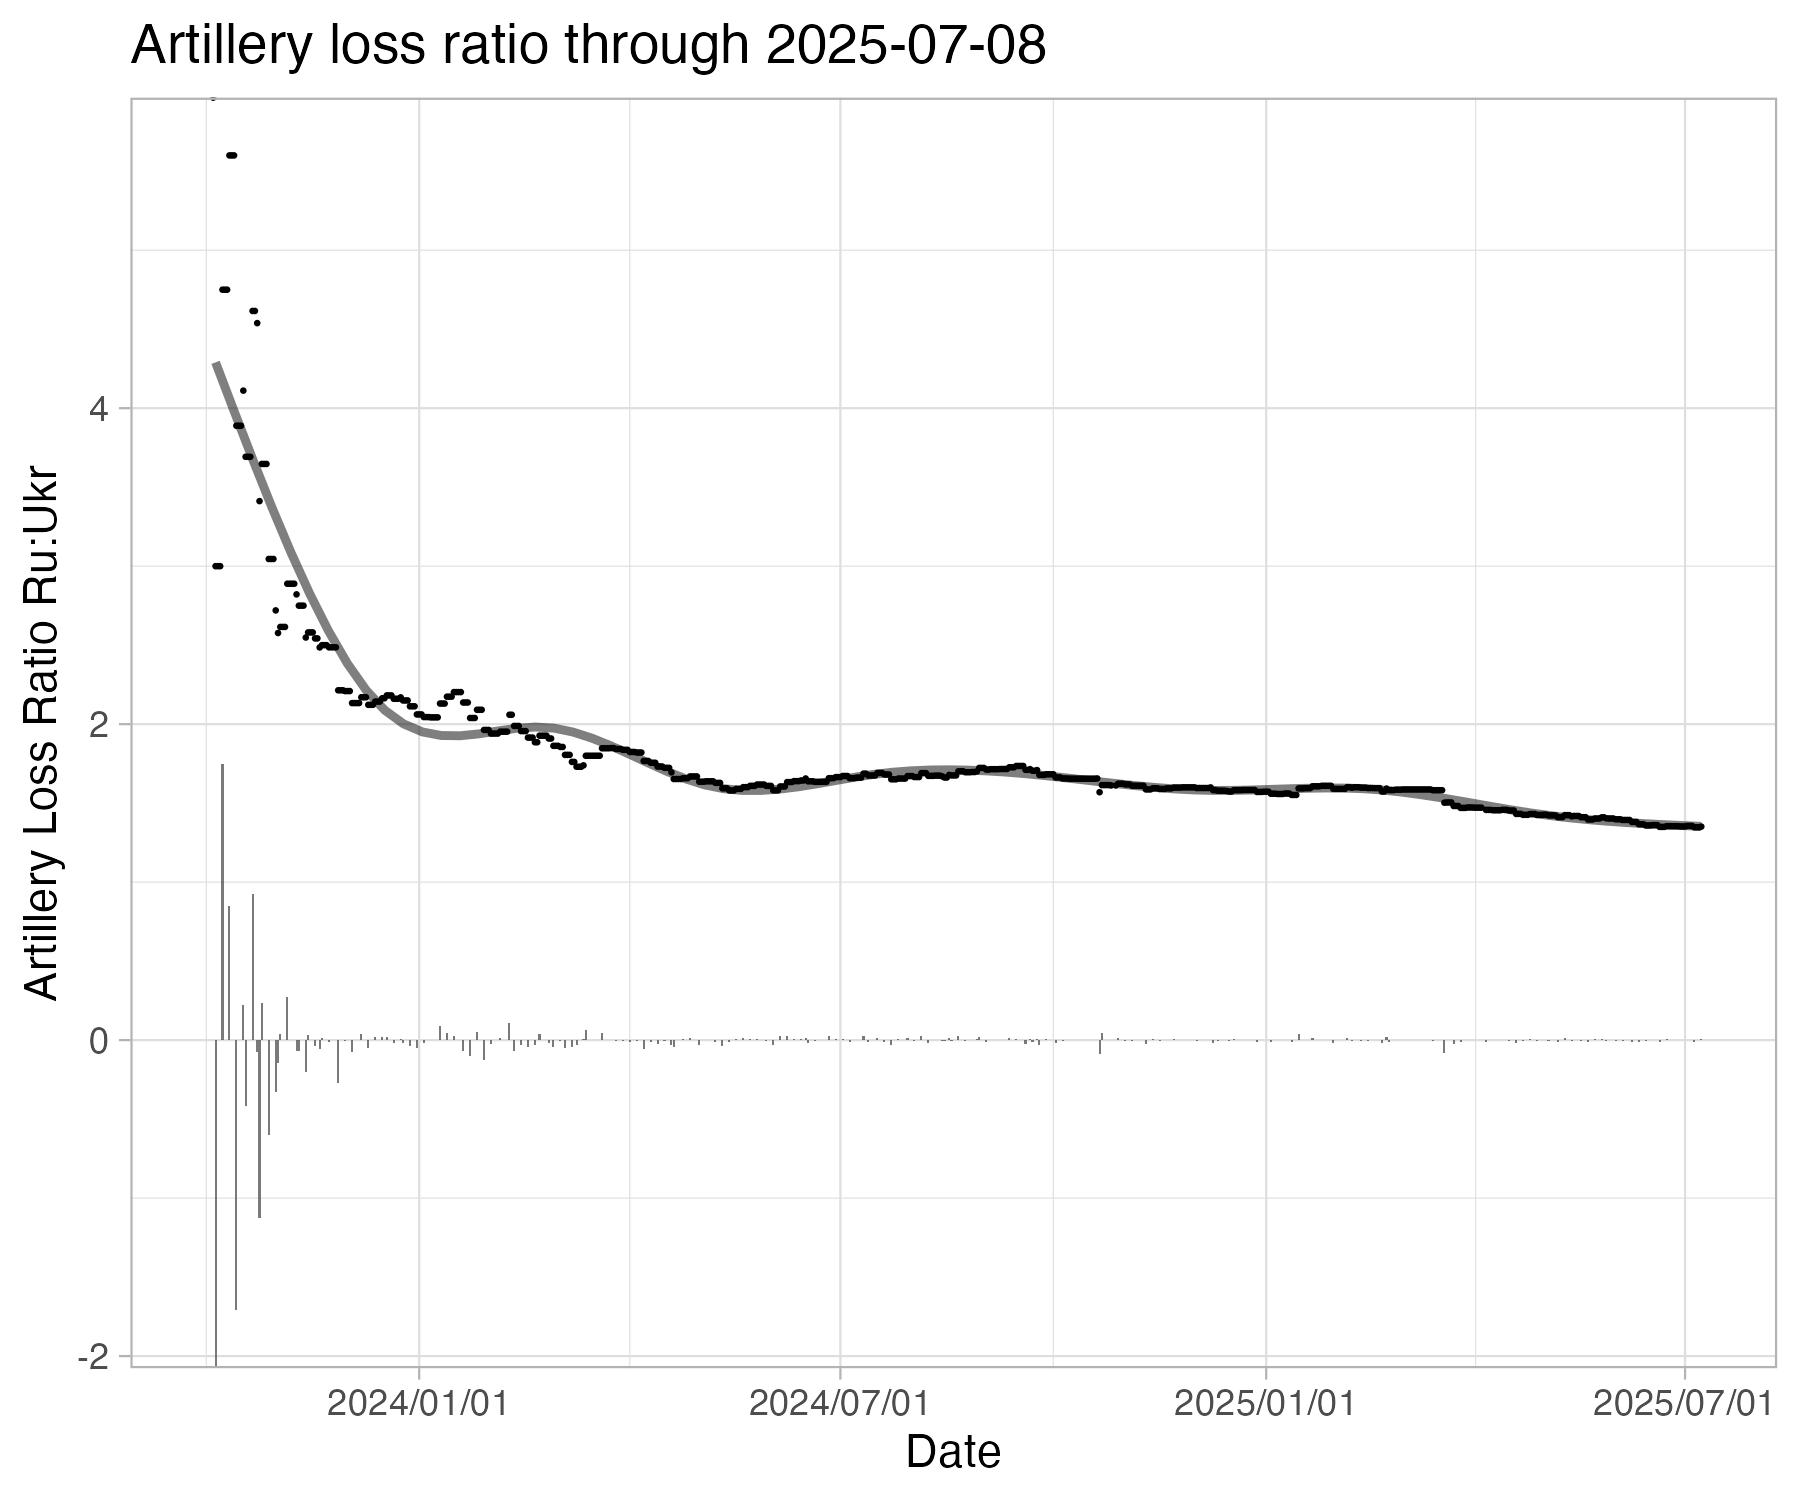 Artillery loss ratio through 2025-07-08
Artillery Loss Ratio Ru:Ukr
4
2
0
-2
2024/01/01
2024/07/01
2025/01/01
2025/07/01
Date